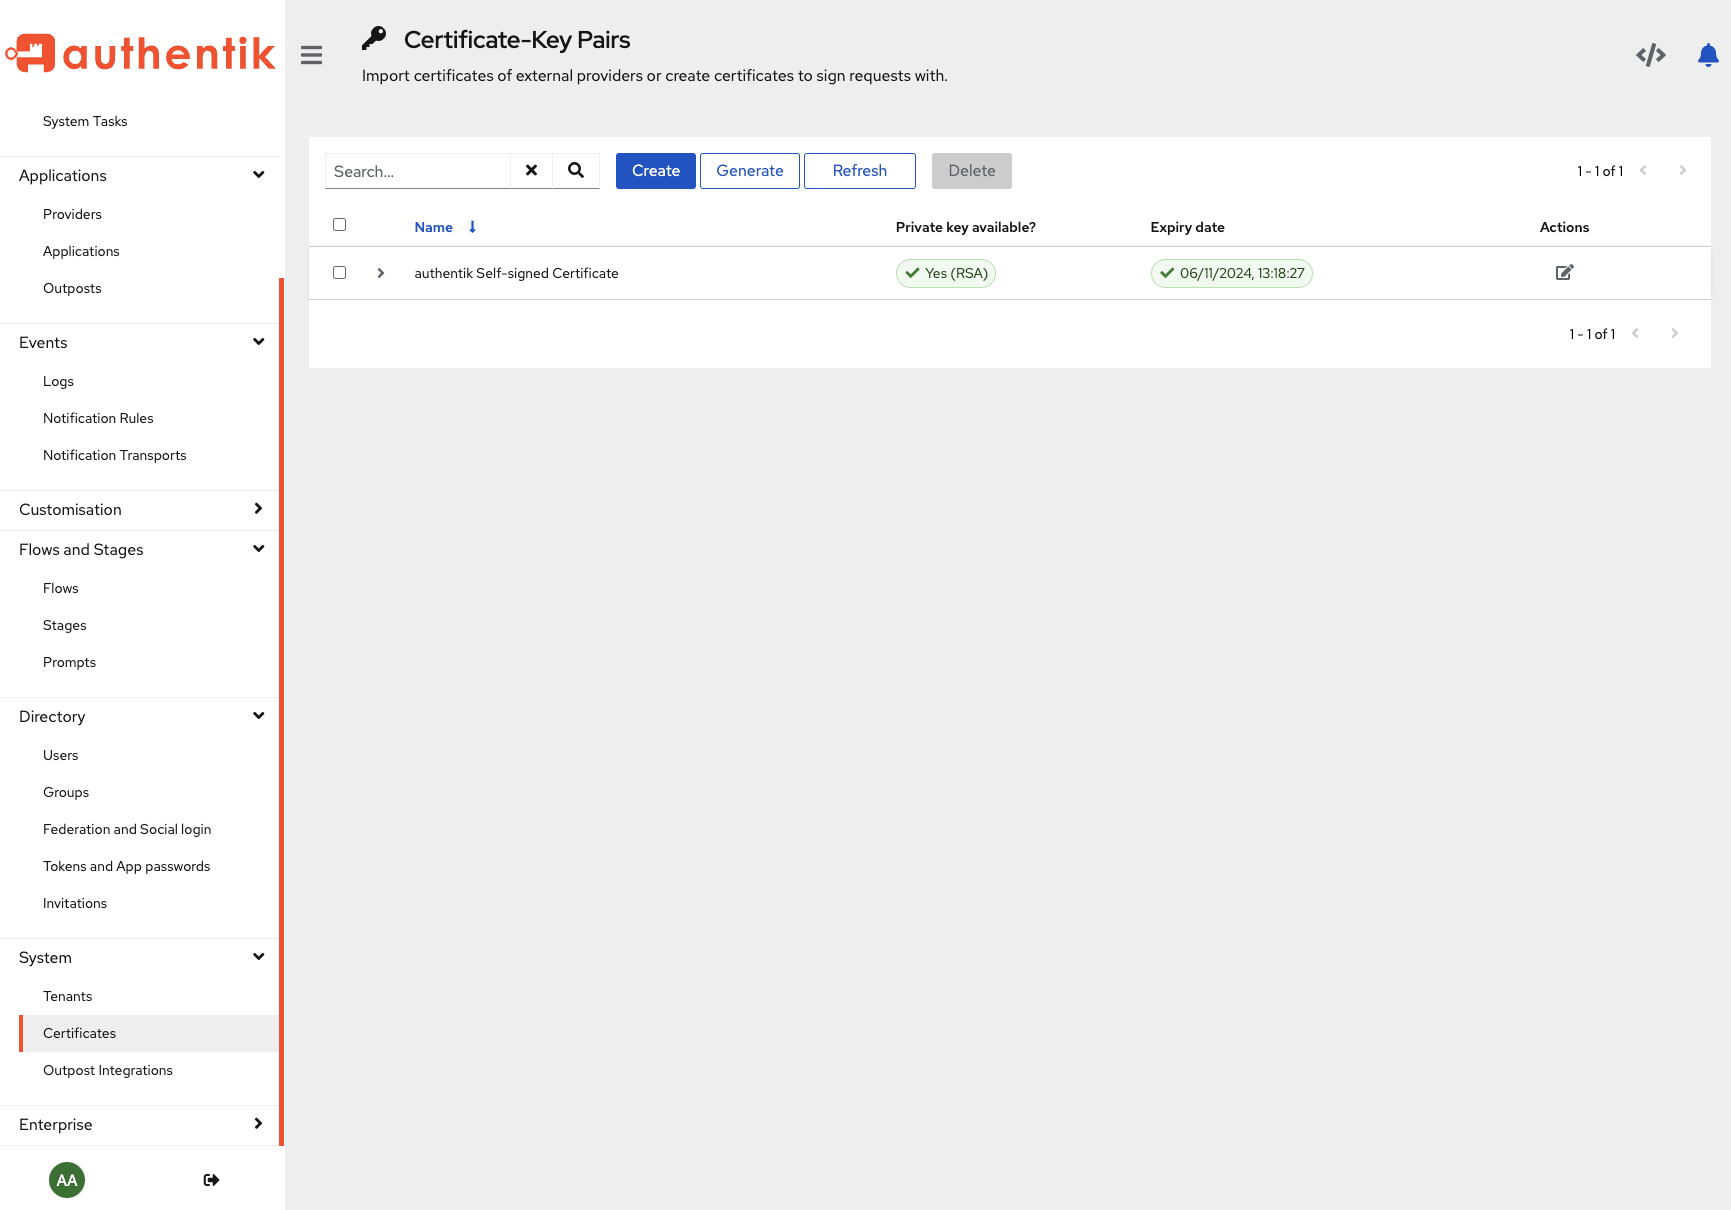 authentik
System Tasks
Applications
Providers
Applications
Outposts
Events
Logs
Notification Rules
Notification Transports
Customisation
Flows and Stages
Flows
Stages
Prompts
Directory
Users
Groups
Federation and Social login
Tokens and App passwords
Invitations
System
Tenants
Certificates
Outpost Integrations
Enterprise
AA
Certificate-Key Pairs
Import certificates of external providers or create certificates to sign requests with.
Search... Create Generate Refresh Delete 1 - 1 of 1
Name Private key available? Expiry date Actions
authentik Self-signed Certificate Yes (RSA) 06/11/2024, 13:18:27
1 - 1 of 1